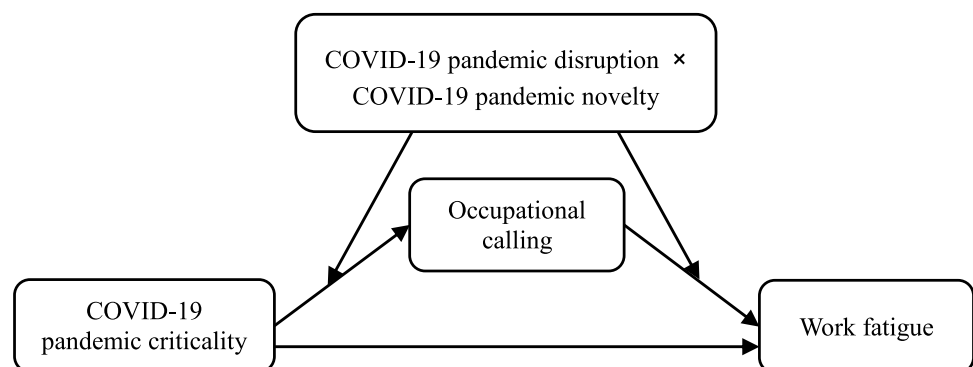 COVID-19 pandemic disruption ×
COVID-19 pandemic novelty
Occupational
calling
COVID-19
pandemic criticality
Work fatigue